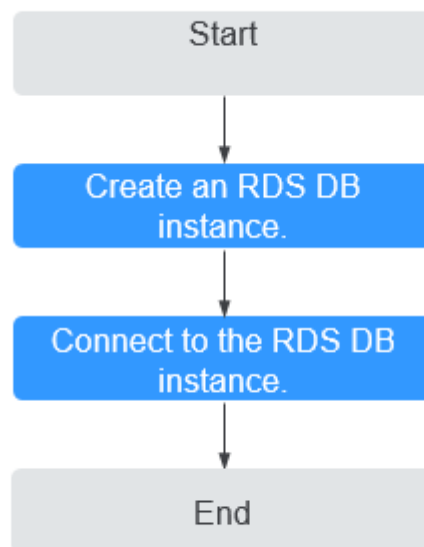 Start
Create an RDS DB
instance.
Connect to the RDS DB
instance.
End